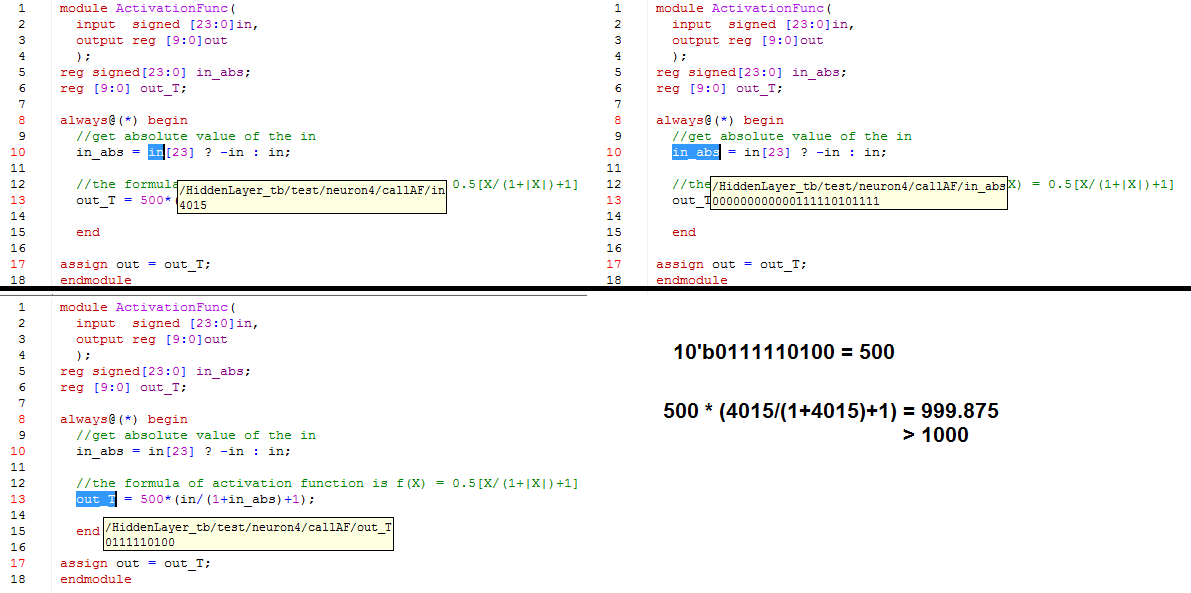 1 module ActivationFunc(
2 input signed [23:0]in,
3 output reg [9:0]out
4 );
5 reg signed[23:0] in_abs;
6 reg [9:0] out_T;
7
8 always@(*) begin
9 //get absolute value of the in
10 in_abs = in[23] ? -in : in;
11
12 //the formula 0.5[X/(1+|X|)+1]
/HiddenLayer_tb/test/neuron4/callAF/in
4015
13 out_T = 500*
14
15 end
16
17 assign out = out_T;
18 endmodule
1 module ActivationFunc(
2 input signed [23:0]in,
3 output reg [9:0]out
4 );
5 reg signed[23:0] in_abs;
6 reg [9:0] out_T;
7
8 always@(*) begin
9 //get absolute value of the in
10 in_abs = in[23] ? -in : in;
11
12 //the X) = 0.5[X/(1+|X|)+1]
/HiddenLayer_tb/test/neuron4/callAF/in_abs
000000000000111110101111
13 out_T
14
15 end
16
17 assign out = out_T;
18 endmodule
1 module ActivationFunc(
2 input signed [23:0]in,
3 output reg [9:0]out
4 );
5 reg signed[23:0] in_abs;
6 reg [9:0] out_T;
7
8 always@(*) begin
9 //get absolute value of the in
10 in_abs = in[23] ? -in : in;
11
12 //the formula of activation function is f(X) = 0.5[X/(1+|X|)+1]
13 out_T = 500*(in/(1+in_abs)+1);
14
15 end
/HiddenLayer_tb/test/neuron4/callAF/out_T
0111110100
16
17 assign out = out_T;
18 endmodule
10'b0111110100 = 500
500 * (4015/(1+4015)+1) = 999.875
> 1000